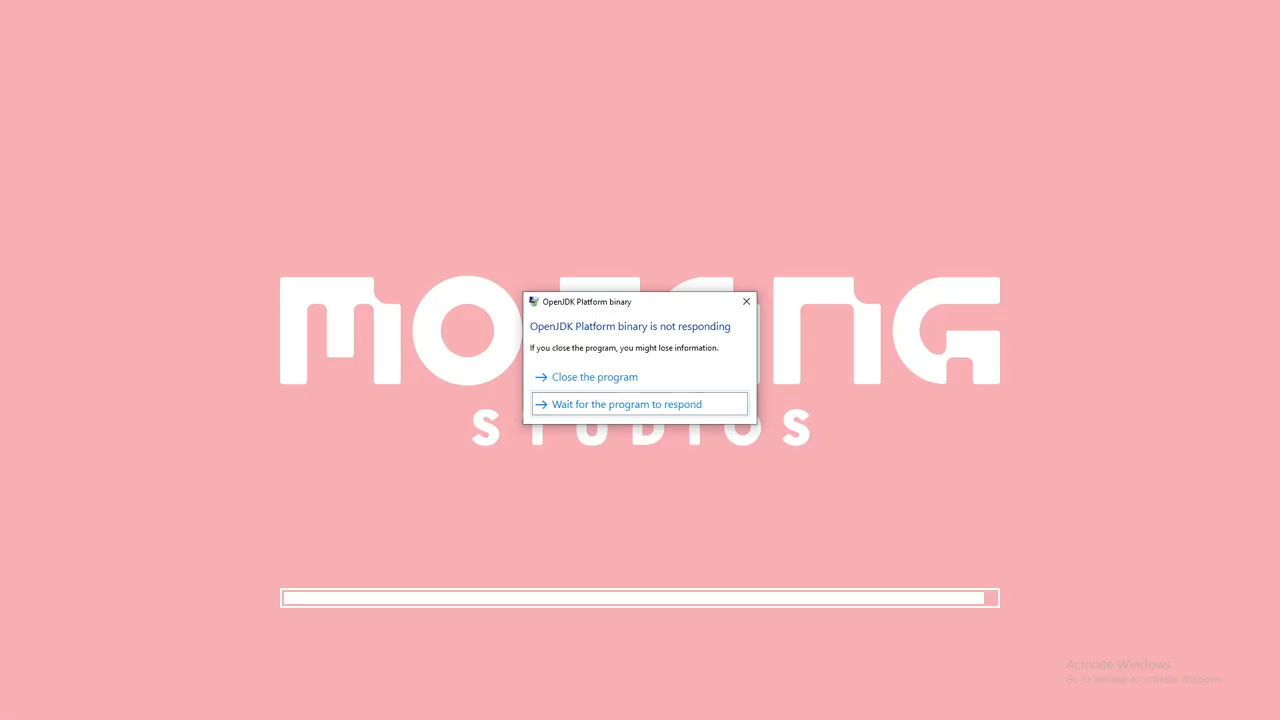 OpenJDK Platform binary
OpenJDK Platform binary is not responding
If you close the program, you might lose information.
Close the program
Wait for the program to respond
STUDIOS
Activate Windows
Go to Settings to activate Windows.